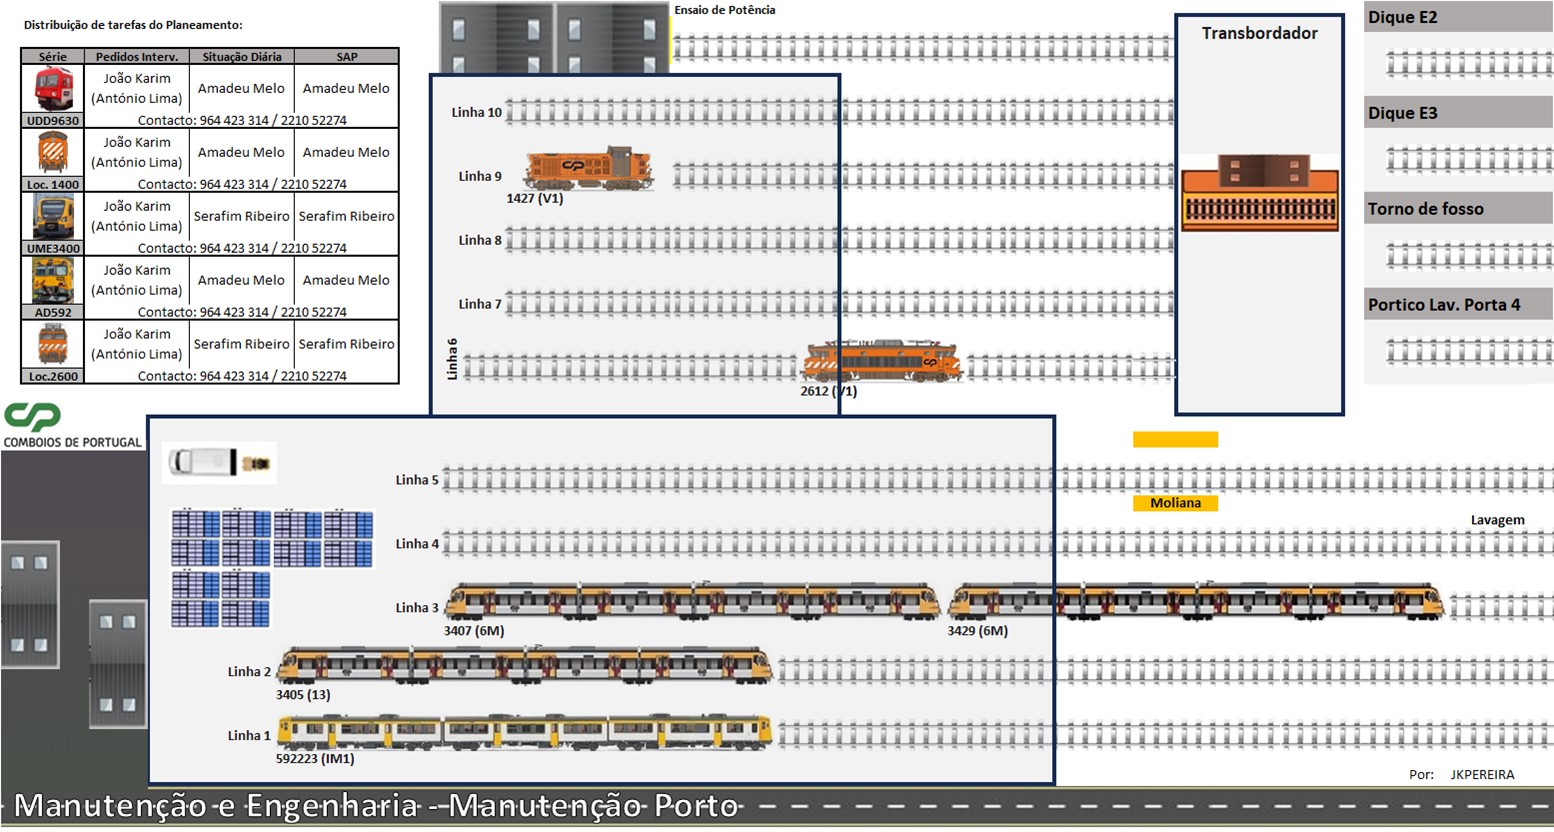 Distribuição de tarefas do Planeamento:
Série Pedidos Interv. Situação Diária SAP
João Karim
(António Lima) Amadeu Melo Amadeu Melo
UDD9630 Contacto: 964 423 314 / 2210 52274
João Karim
(António Lima) Amadeu Melo Amadeu Melo
Loc. 1400 Contacto: 964 423 314 / 2210 52274
João Karim
(António Lima) Serafim Ribeiro Serafim Ribeiro
UME3400 Contacto: 964 423 314 / 2210 52274
João Karim
(António Lima) Amadeu Melo Amadeu Melo
AD592 Contacto: 964 423 314 / 2210 52274
João Karim
(António Lima) Serafim Ribeiro Serafim Ribeiro
Loc.2600 Contacto: 964 423 314 / 2210 52274
CP
COMBOIOS DE PORTUGAL
Ensaio de Potência
Linha 10
Linha 9
1427 (V1)
Linha 8
Linha 7
Linha 6
2612 (V1)
Transbordador
Dique E2
Dique E3
Torno de fosso
Portico Lav. Porta 4
Linha 5
Moliana
Lavagem
Linha 4
Linha 3
3407 (6M)
3429 (6M)
Linha 2
3405 (13)
Linha 1
592223 (IM1)
Por: JKPEREIRA
Manutenção e Engenharia - Manutenção Porto